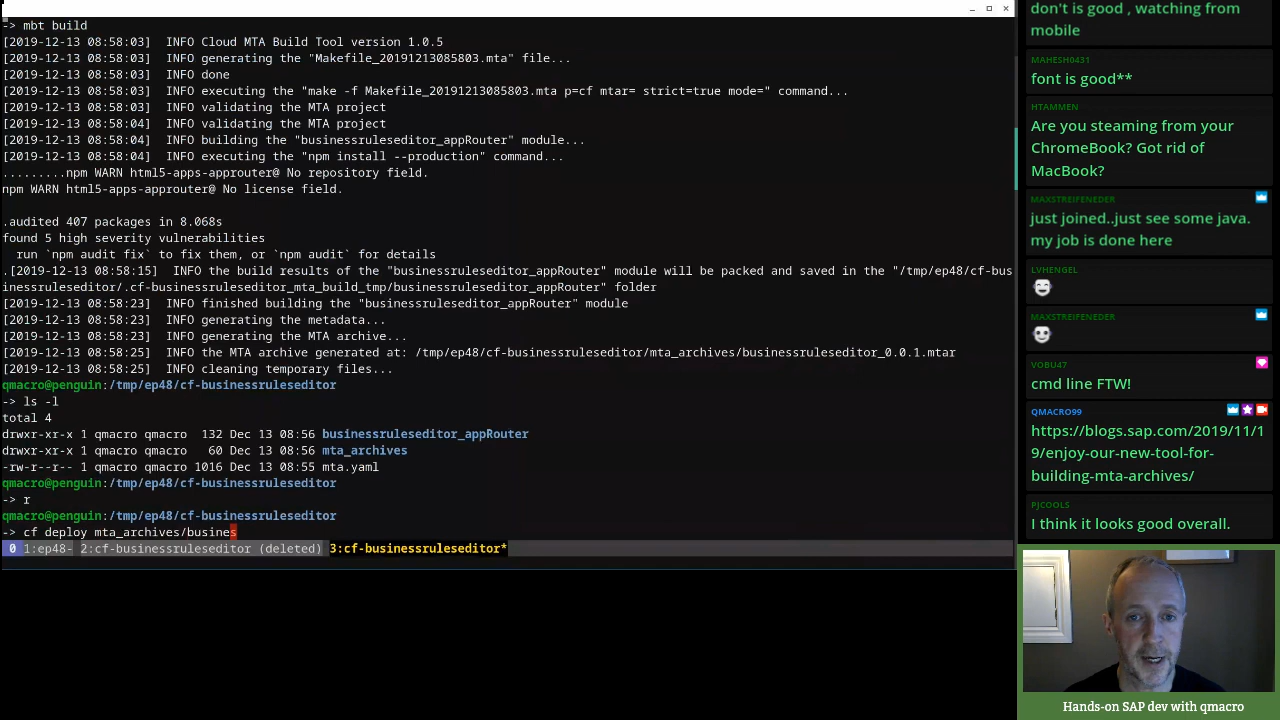 -> mbt build
[2019-12-13 08:58:03]  INFO Cloud MTA Build Tool version 1.0.5
[2019-12-13 08:58:03]  INFO generating the "Makefile_20191213085803.mta" file...
[2019-12-13 08:58:03]  INFO done
[2019-12-13 08:58:03]  INFO executing the "make -f Makefile_20191213085803.mta p=cf mtar= strict=true mode=" command...
[2019-12-13 08:58:03]  INFO validating the MTA project
[2019-12-13 08:58:04]  INFO validating the MTA project
[2019-12-13 08:58:04]  INFO building the "businessruleseditor_appRouter" module...
[2019-12-13 08:58:04]  INFO executing the "npm install --production" command...
.........npm WARN html5-apps-approuter@ No repository field.
npm WARN html5-apps-approuter@ No license field.
.audited 407 packages in 8.068s
found 5 high severity vulnerabilities
  run `npm audit fix` to fix them, or `npm audit` for details
.[2019-12-13 08:58:15]  INFO the build results of the "businessruleseditor_appRouter" module will be packed and saved in the "/tmp/ep48/cf-bus
inessruleseditor/.cf-businessruleseditor_mta_build_tmp/businessruleseditor_appRouter" folder
[2019-12-13 08:58:23]  INFO finished building the "businessruleseditor_appRouter" module
[2019-12-13 08:58:23]  INFO generating the metadata...
[2019-12-13 08:58:23]  INFO generating the MTA archive...
[2019-12-13 08:58:25]  INFO the MTA archive generated at: /tmp/ep48/cf-businessruleseditor/mta_archives/businessruleseditor_0.0.1.mtar
[2019-12-13 08:58:25]  INFO cleaning temporary files...
qmacro@penguin:/tmp/ep48/cf-businessruleseditor
-> ls -l
total 4
drwxr-xr-x 1 qmacro qmacro  132 Dec 13 08:56 businessruleseditor_appRouter
drwxr-xr-x 1 qmacro qmacro   60 Dec 13 08:56 mta_archives
-rw-r--r-- 1 qmacro qmacro 1016 Dec 13 08:55 mta.yaml
qmacro@penguin:/tmp/ep48/cf-businessruleseditor
-> r
qmacro@penguin:/tmp/ep48/cf-businessruleseditor
-> cf deploy mta_archives/busines
0 1:ep48- 2:cf-businessruleseditor (deleted) 3:cf-businessruleseditor*
don't is good , watching from
mobile
MAHESH0431
font is good**
HTAMMEN
Are you steaming from your
ChromeBook? Got rid of
MacBook?
MAXSTREIFENEDER
just joined..just see some java.
my job is done here
LVHENGEL
MAXSTREIFENEDER
VOBU47
cmd line FTW!
QMACRO99
https://blogs.sap.com/2019/11/1
9/enjoy-our-new-tool-for-
building-mta-archives/
PJCOOLS
I think it looks good overall.
Hands-on SAP dev with qmacro